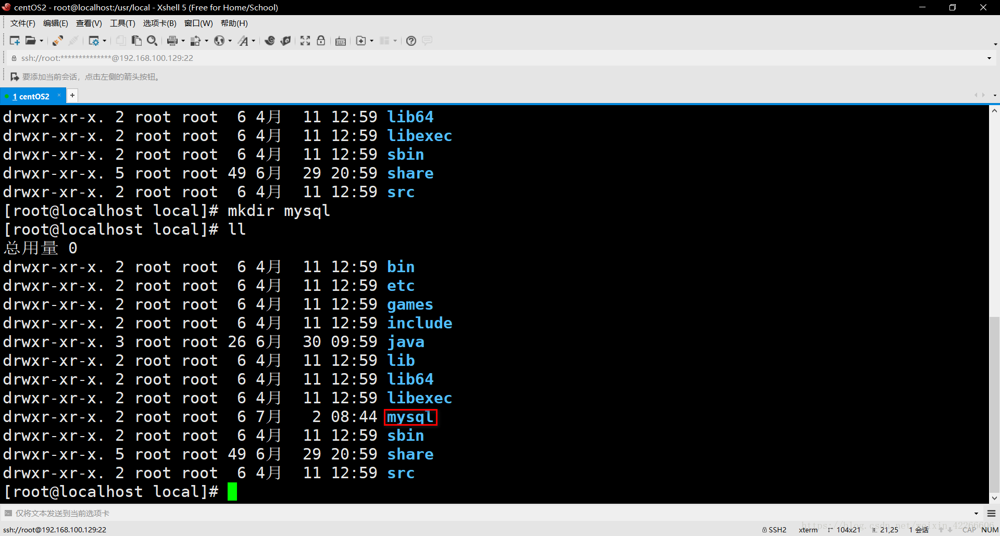 centOS2 - root@localhost:/usr/local - Xshell 5 (Free for Home/School)
文件(F) 编辑(E) 查看(V) 工具(T) 选项卡(B) 窗口(W) 帮助(H)
ssh://root:**************@192.168.100.129:22
要添加当前会话，点击左侧的箭头按钮。
1 centOS2 × +
drwxr-xr-x. 2 root root  6 4月  11 12:59 lib64
drwxr-xr-x. 2 root root  6 4月  11 12:59 libexec
drwxr-xr-x. 2 root root  6 4月  11 12:59 sbin
drwxr-xr-x. 5 root root 49 6月  29 20:59 share
drwxr-xr-x. 2 root root  6 4月  11 12:59 src
[root@localhost local]# mkdir mysql
[root@localhost local]# ll
总用量 0
drwxr-xr-x. 2 root root  6 4月  11 12:59 bin
drwxr-xr-x. 2 root root  6 4月  11 12:59 etc
drwxr-xr-x. 2 root root  6 4月  11 12:59 games
drwxr-xr-x. 2 root root  6 4月  11 12:59 include
drwxr-xr-x. 3 root root 26 6月  30 09:59 java
drwxr-xr-x. 2 root root  6 4月  11 12:59 lib
drwxr-xr-x. 2 root root  6 4月  11 12:59 lib64
drwxr-xr-x. 2 root root  6 4月  11 12:59 libexec
drwxr-xr-x. 2 root root  6 7月   2 08:44 mysql
drwxr-xr-x. 2 root root  6 4月  11 12:59 sbin
drwxr-xr-x. 5 root root 49 6月  29 20:59 share
drwxr-xr-x. 2 root root  6 4月  11 12:59 src
[root@localhost local]#
仅将文本发送到当前选项卡
https://blog.csdn.net/weixin_42266606
ssh://root@192.168.100.129:22 SSH2 xterm 104x21 21,25 1 会话 CAP NUM